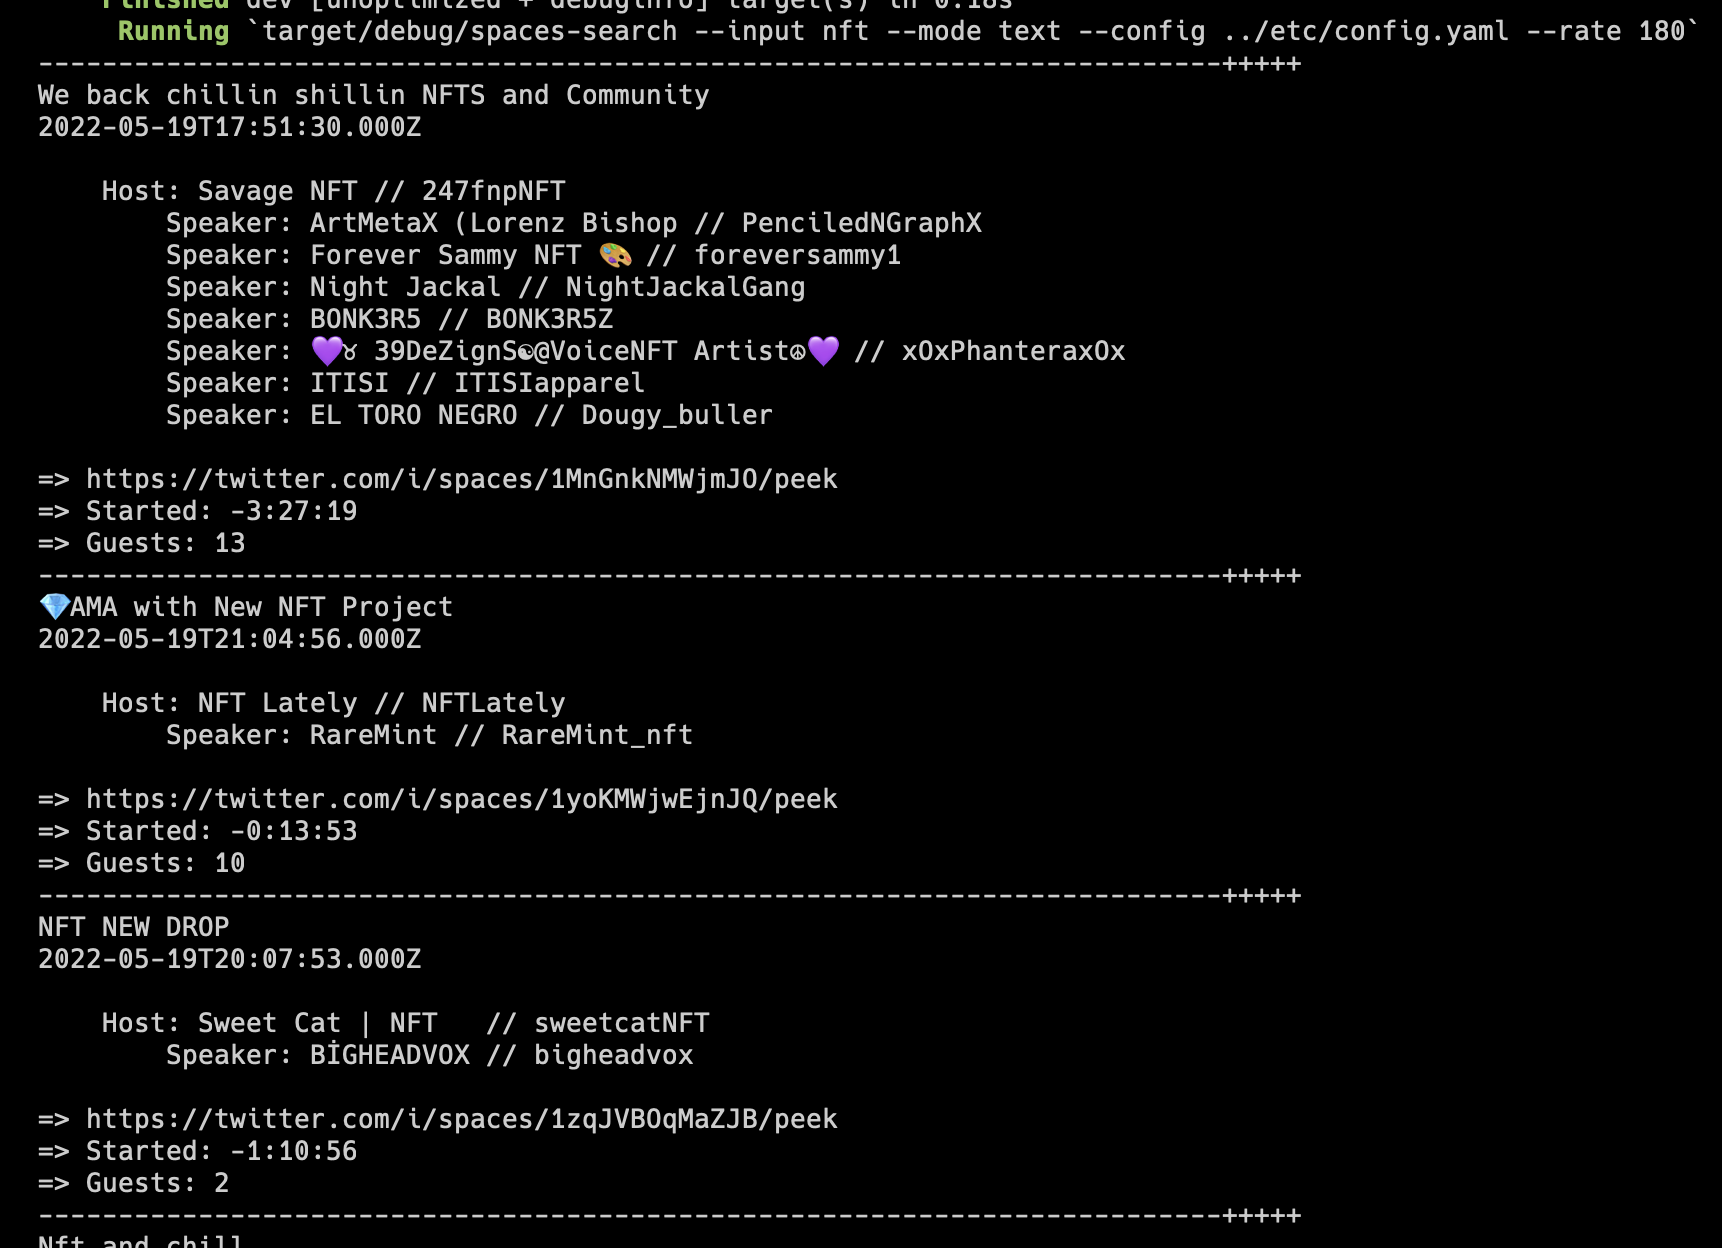 Finished dev [unoptimized + debuginfo] target(s) in 0.18s
Running `target/debug/spaces-search --input nft --mode text --config ../etc/config.yaml --rate 180`
--------------------------------------------------------------------------+++++
We back chillin shillin NFTS and Community
2022-05-19T17:51:30.000Z
Host: Savage NFT // 247fnpNFT
Speaker: ArtMetaX (Lorenz Bishop // PenciledNGraphX
Speaker: Forever Sammy NFT 🎨 // foreversammy1
Speaker: Night Jackal // NightJackalGang
Speaker: BONK3R5 // BONK3R5Z
Speaker: 💜♉ 39DeZignS☯@VoiceNFT Artist☮💜 // xOxPhanteraxOx
Speaker: ITISI // ITISIapparel
Speaker: EL TORO NEGRO // Dougy_buller
=> https://twitter.com/i/spaces/1MnGnkNMWjmJO/peek
=> Started: -3:27:19
=> Guests: 13
--------------------------------------------------------------------------+++++
💎AMA with New NFT Project
2022-05-19T21:04:56.000Z
Host: NFT Lately // NFTLately
Speaker: RareMint // RareMint_nft
=> https://twitter.com/i/spaces/1yoKMWjwEjnJQ/peek
=> Started: -0:13:53
=> Guests: 10
--------------------------------------------------------------------------+++++
NFT NEW DROP
2022-05-19T20:07:53.000Z
Host: Sweet Cat | NFT   // sweetcatNFT
Speaker: BİGHEADVOX // bigheadvox
=> https://twitter.com/i/spaces/1zqJVBOqMaZJB/peek
=> Started: -1:10:56
=> Guests: 2
--------------------------------------------------------------------------+++++
Nft and chill